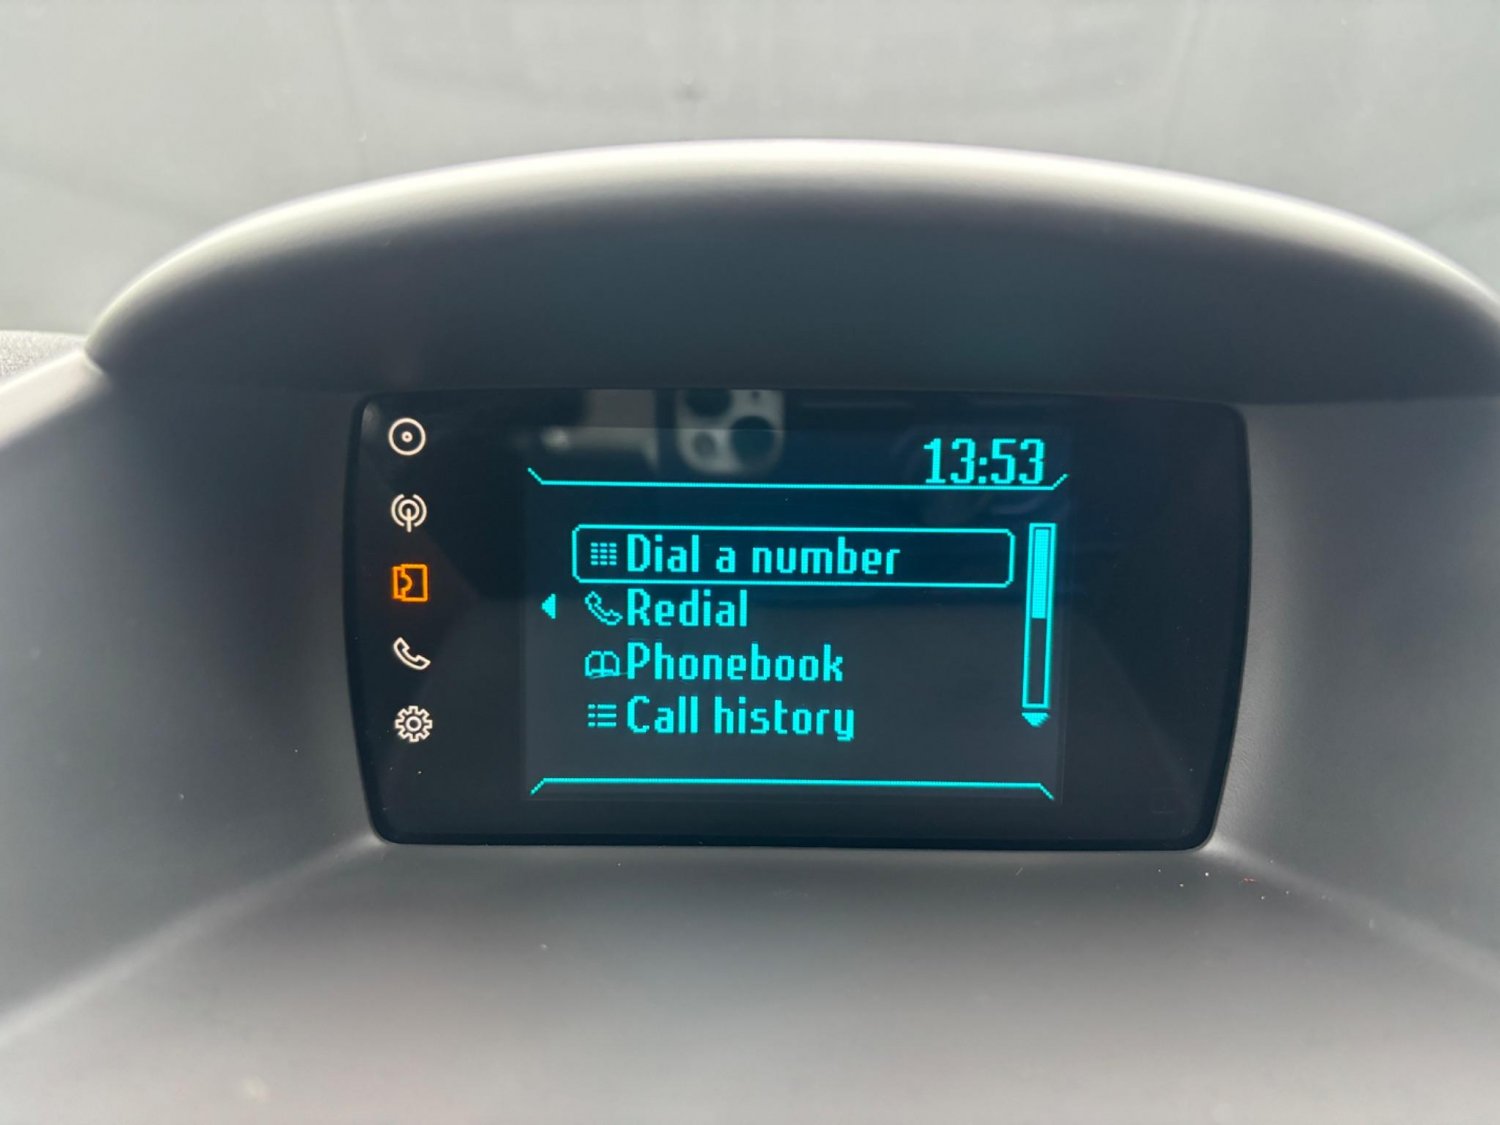 13:53
Dial a number
Redial
Phonebook
Call history